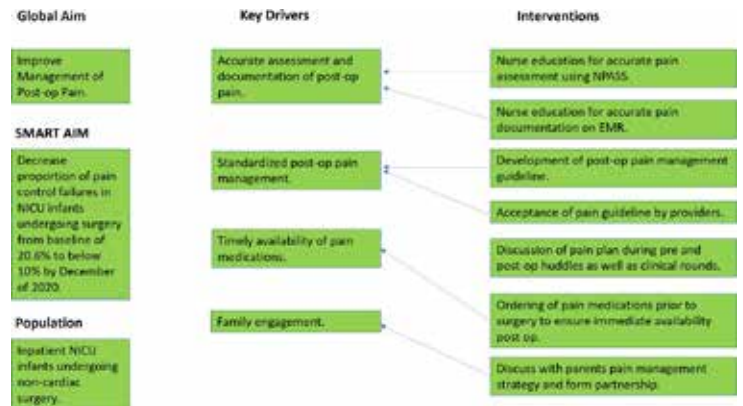 Global Aim
Improve
Management of
Post-op Pain.
SMART AIM
Decrease
proportion of pain
control failures in
NICU infants
undergoing surgery
from baseline of
20.6% to below
10% by December
of 2020.
Population
Inpatient NICU
infants undergoing
non-cardiac
surgery.
Key Drivers
Accurate assessment and
documentation of post-op
pain.
Standardized post-op pain
management.
Timely availability of pain
medications.
Family engagement.
Interventions
Nurse education for accurate pain
assessment using NPASS.
Nurse education for accurate pain
documentation on EMR.
Development of post-op pain management
guideline.
Acceptance of pain guideline by providers.
Discussion of pain plan during pre and
post op huddles as well as clinical rounds.
Ordering of pain medications prior to
surgery to ensure immediate availability
post op.
Discuss with parents pain management
strategy and form partnership.